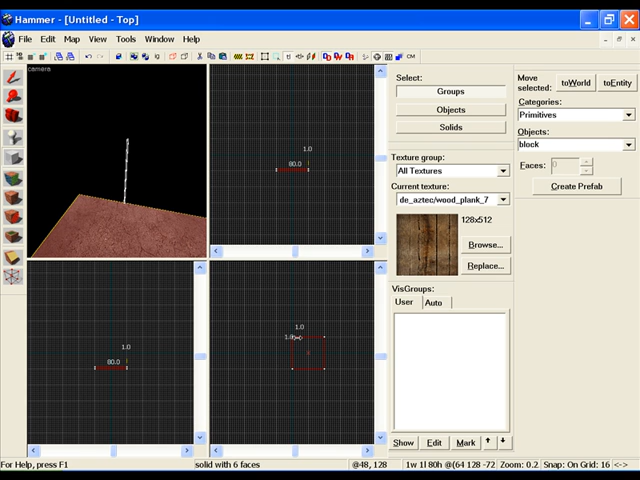 Hammer - [Untitled - Top]
File Edit Map View Tools Window Help
CM
camera
1.0
80.0
1.0
80.0
1.0
1.0
Select:
Groups
Objects
Solids
Texture group:
All Textures
Current texture:
de_aztec/wood_plank_7
128x512
Browse...
Replace...
VisGroups:
User Auto
Show Edit Mark
Move
selected:
toWorld toEntity
Categories:
Primitives
Objects:
block
Faces: 0
Create Prefab
For Help, press F1 solid with 6 faces @48, 128 1w 1l 80h @(64 128 -72) Zoom: 0.2 Snap: On Grid: 16 <->